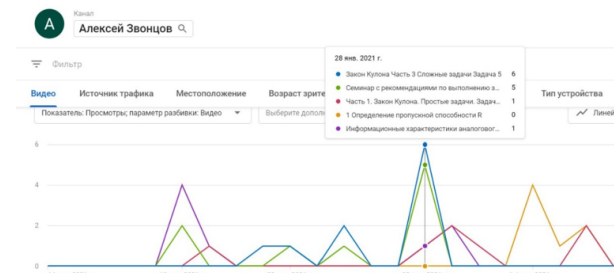 А
Канал
Алексей Звонцов
Фильтр
28 янв. 2021 г.
Закон Кулона Часть 3 Сложные задачи Задача 5 6
Семинар с рекомендациями по выполнению з... 5
Часть 1. Закон Кулона. Простые задачи. Задач... 1
1 Определение пропускной способности R 0
Информационные характеристики аналоговог... 1
Видео Источник трафика Местоположение Возраст зрите Тип устройства
Показатель: Просмотры; параметр разбивки: Видео Выберите допол Линей
6
4
2
0